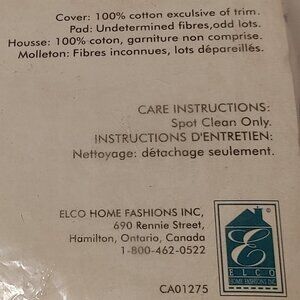 Cover: 100% cotton exculsive of trim.
Pad: Undetermined fibres,odd lots.
Housse: 100% coton, garniture non comprise.
Molleton: Fibres inconnues, lots dépareillés.
CARE INSTRUCTIONS:
Spot Clean Only.
INSTRUCTIONS D'ENTRETIEN:
Nettoyage: détachage seulement.
ELCO HOME FASHIONS INC,
690 Rennie Street,
Hamilton, Ontario, Canada
1-800-462-0522
E
ELCO
HOME FASHIONS INC.
CA01275